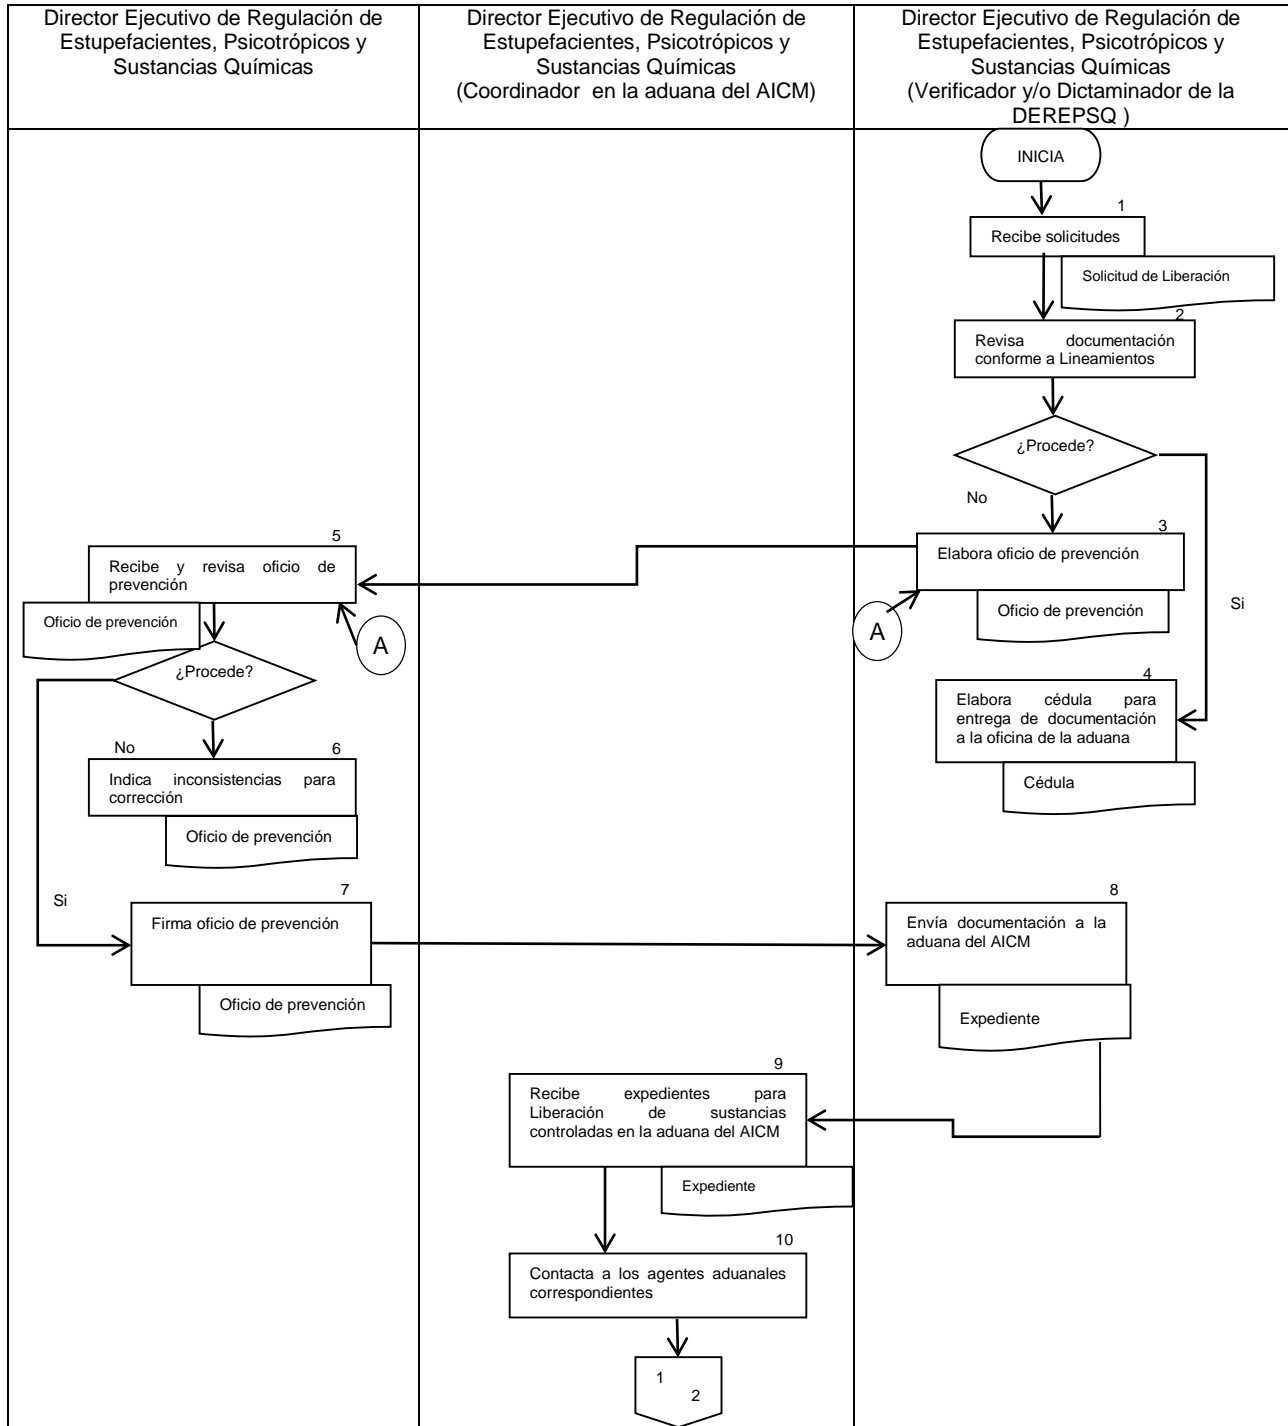 Director Ejecutivo de Regulación de
Estupefacientes, Psicotrópicos y
Sustancias Químicas
Director Ejecutivo de Regulación de
Estupefacientes, Psicotrópicos y
Sustancias Químicas
(Coordinador en la aduana del AICM)
Director Ejecutivo de Regulación de
Estupefacientes, Psicotrópicos y
Sustancias Químicas
(Verificador y/o Dictaminador de la
DEREPSQ )
INICIA
1
Recibe solicitudes
Solicitud de Liberación
2
Revisa documentación
conforme a Lineamientos
¿Procede?
No
Si
3
Elabora oficio de prevención
Oficio de prevención
A
4
Elabora cédula para
entrega de documentación
a la oficina de la aduana
Cédula
5
Recibe y revisa oficio de
prevención
Oficio de prevención
A
¿Procede?
No
Si
6
Indica inconsistencias para
corrección
Oficio de prevención
7
Firma oficio de prevención
Oficio de prevención
8
Envía documentación a la
aduana del AICM
Expediente
9
Recibe expedientes para
Liberación de sustancias
controladas en la aduana del AICM
Expediente
10
Contacta a los agentes aduanales
correspondientes
1
2